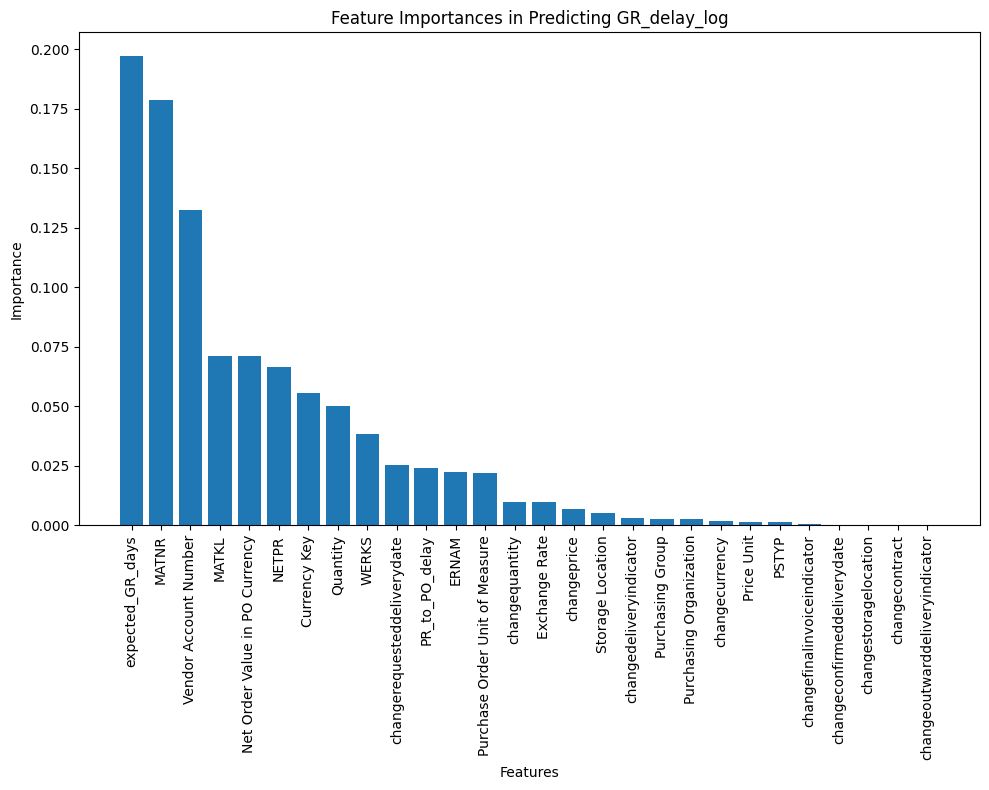 Feature Importances in Predicting GR_delay_log
Importance
0.200
0.175
0.150
0.125
0.100
0.075
0.050
0.025
0.000
expected_GR_days
MATNR
Vendor Account Number
MATKL
Net Order Value in PO Currency
NETPR
Currency Key
Quantity
WERKS
changerequesteddeliverydate
PR_to_PO_delay
ERNAM
Purchase Order Unit of Measure
changequantity
Exchange Rate
changeprice
Storage Location
changedeliveryindicator
Purchasing Group
Purchasing Organization
changecurrency
Price Unit
PSTYP
changefinalinvoiceindicator
changeconfirmeddeliverydate
changestoragelocation
changecontract
changeoutwarddeliveryindicator
Features